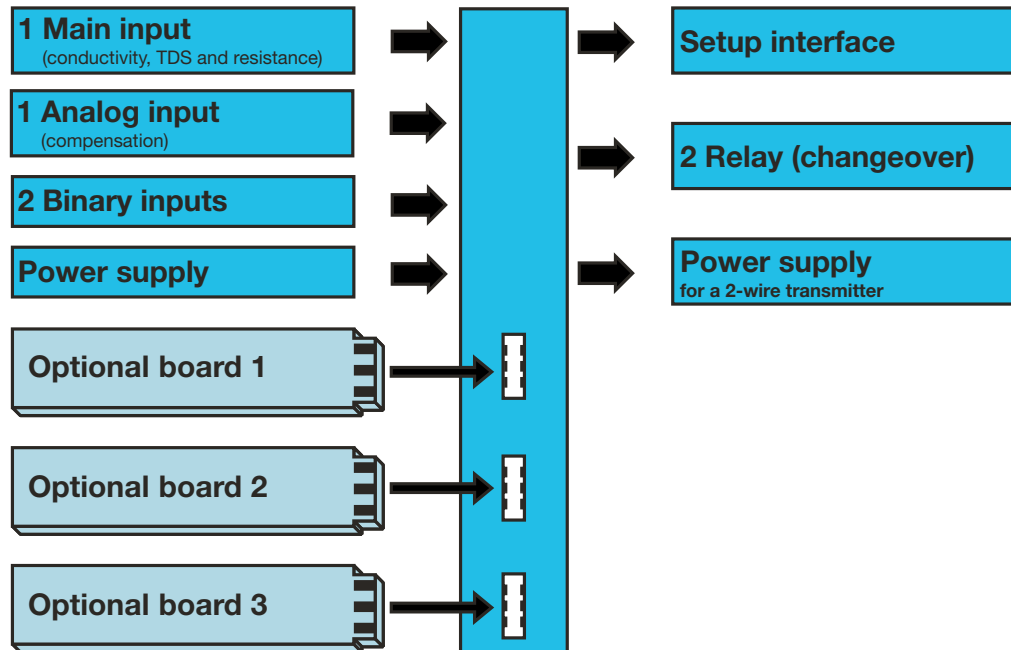 1 Main input
(conductivity, TDS and resistance)
1 Analog input
(compensation)
2 Binary inputs
Power supply
Optional board 1
Optional board 2
Optional board 3
Setup interface
2 Relay (changeover)
Power supply
for a 2-wire transmitter